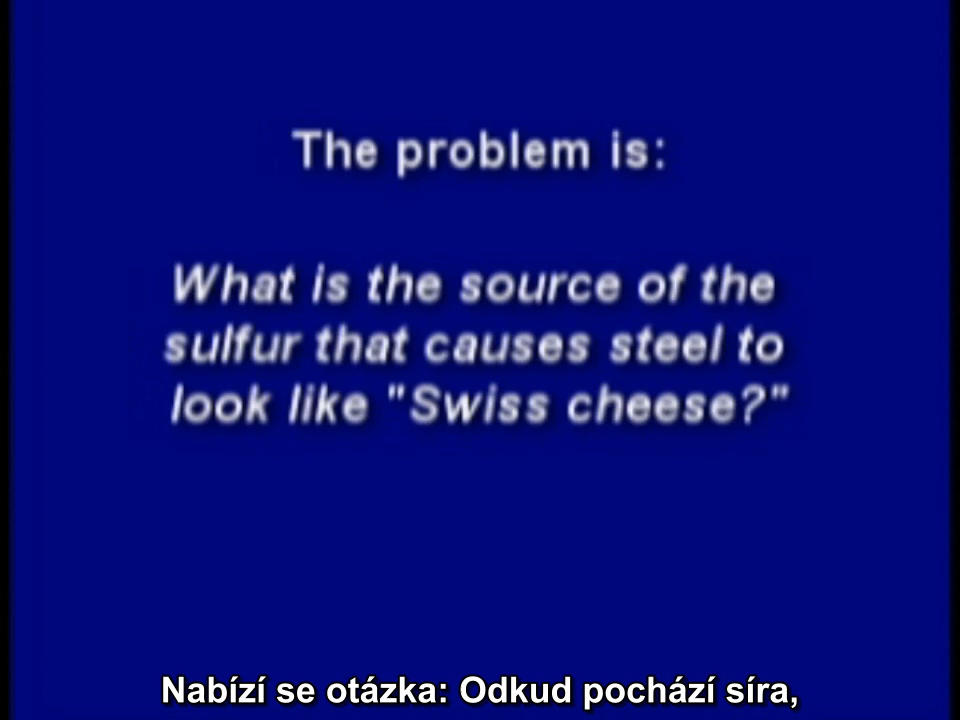 The problem is:
What is the source of the
sulfur that causes steel to
look like "Swiss cheese?"
Nabízí se otázka: Odkud pochází síra,